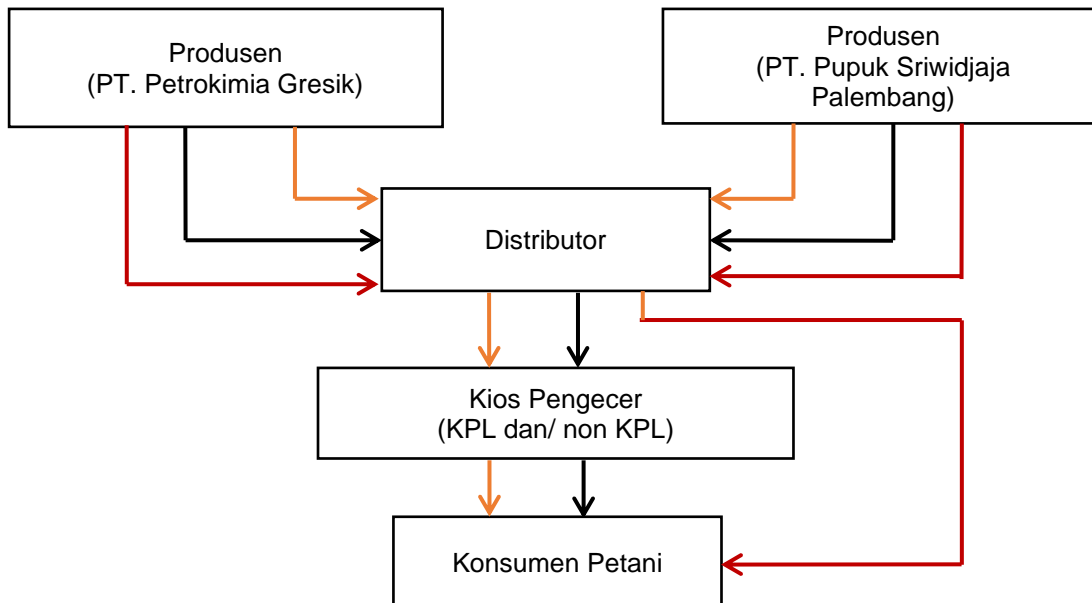 Produsen
(PT. Petrokimia Gresik)
Produsen
(PT. Pupuk Sriwidjaja
Palembang)
Distributor
Kios Pengecer
(KPL dan/ non KPL)
Konsumen Petani